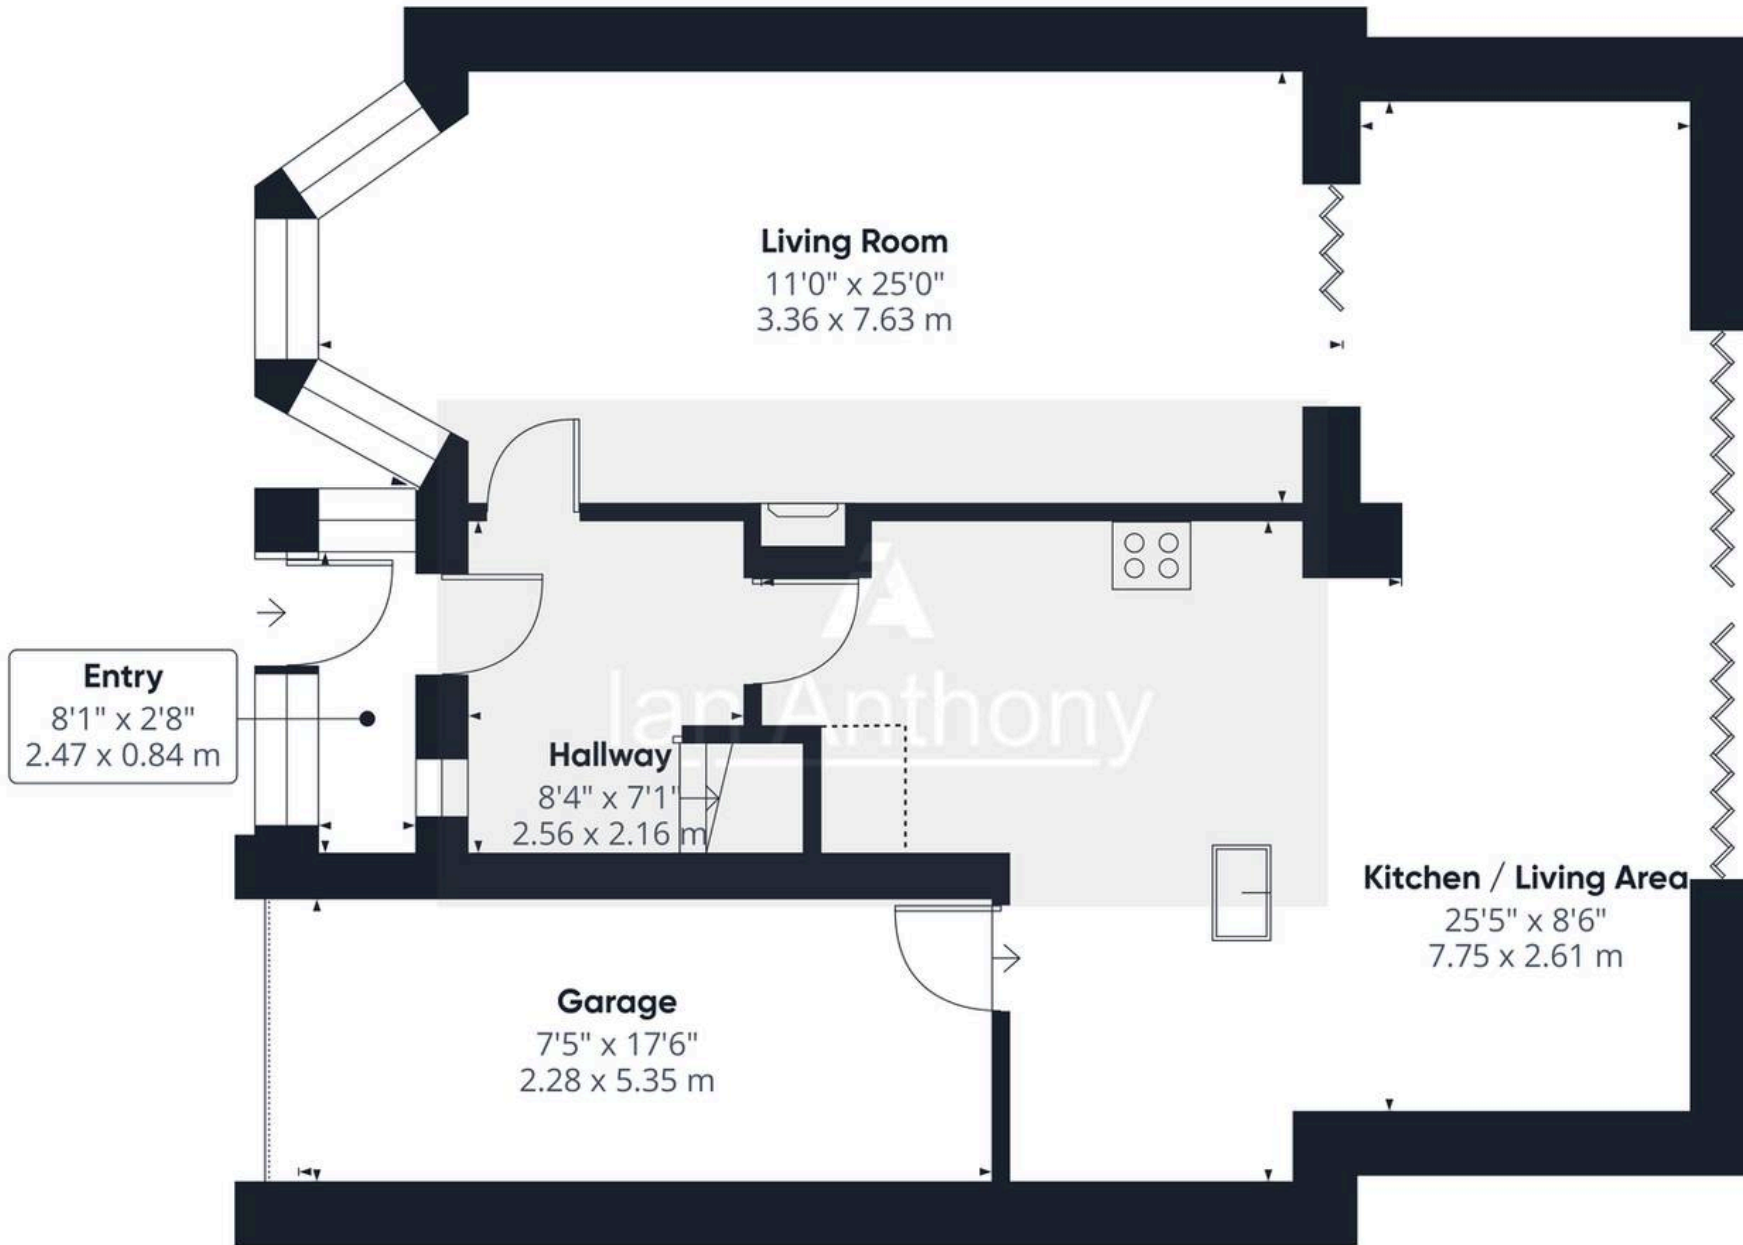 Living Room
11'0" x 25'0"
3.36 x 7.63 m
Entry
8'1" x 2'8"
2.47 x 0.84 m
Ian Anthony
Hallway
8'4" x 7'1"
2.56 x 2.16 m
Kitchen / Living Area
25'5" x 8'6"
7.75 x 2.61 m
Garage
7'5" x 17'6"
2.28 x 5.35 m